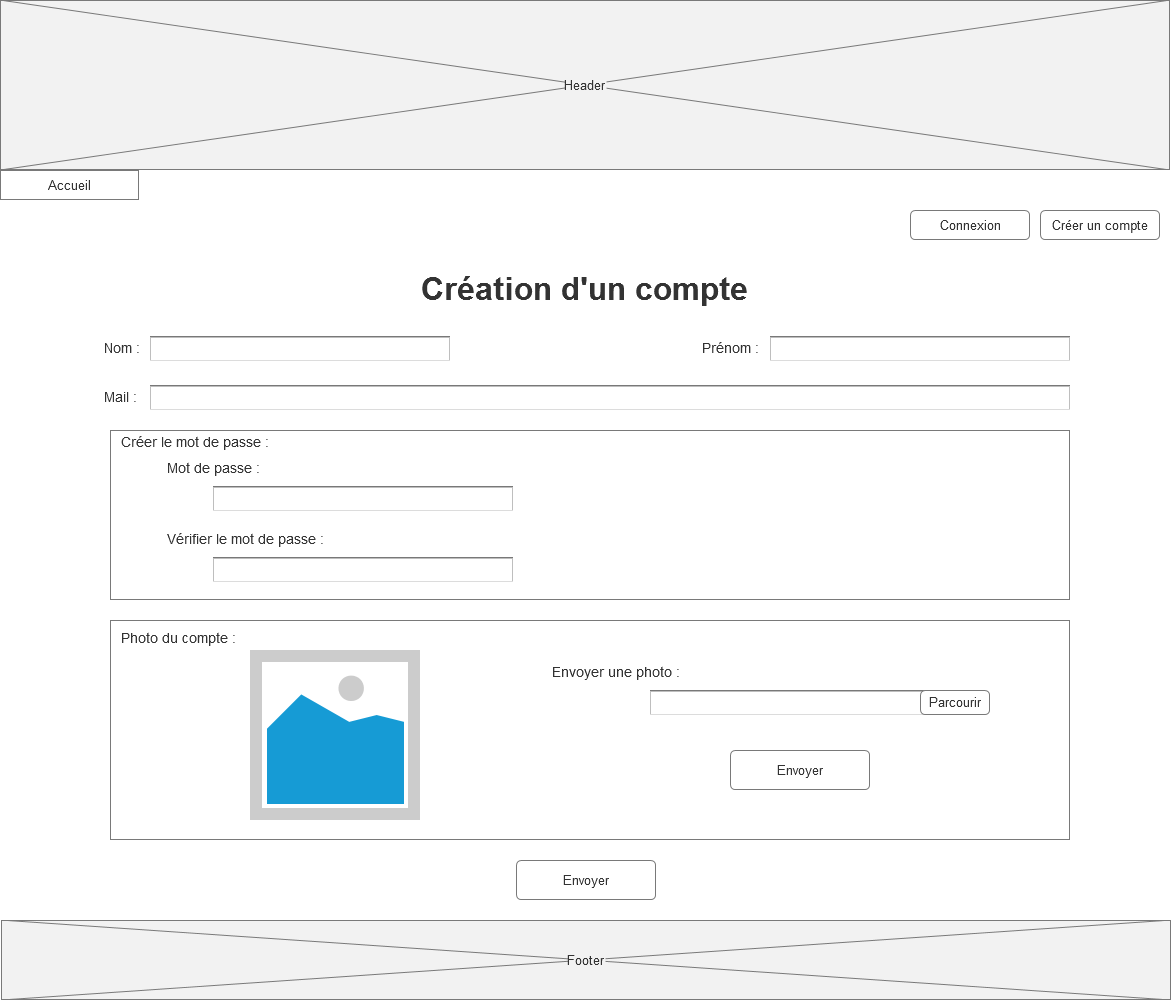 Header
Accueil
Connexion
Créer un compte
Création d'un compte
Nom :
Prénom :
Mail :
Créer le mot de passe :
Mot de passe :
Vérifier le mot de passe :
Photo du compte :
Envoyer une photo :
Parcourir
Envoyer
Envoyer
Footer